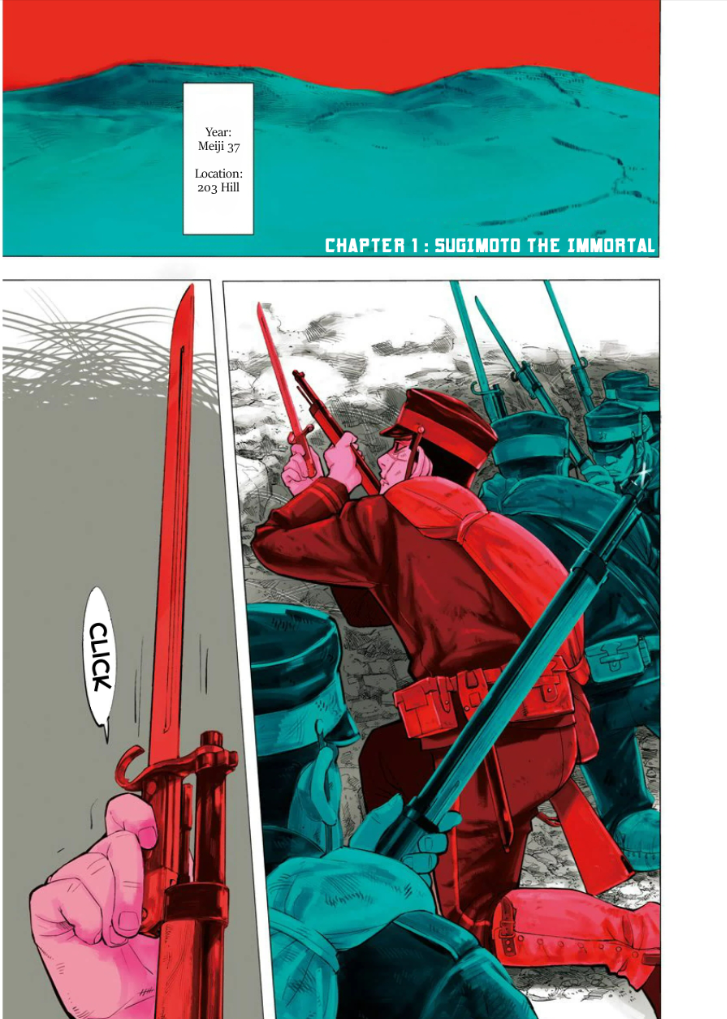 Year:
Meiji 37
Location:
203 Hill
CHAPTER 1 : SUGIMOTO THE IMMORTAL
CLICK